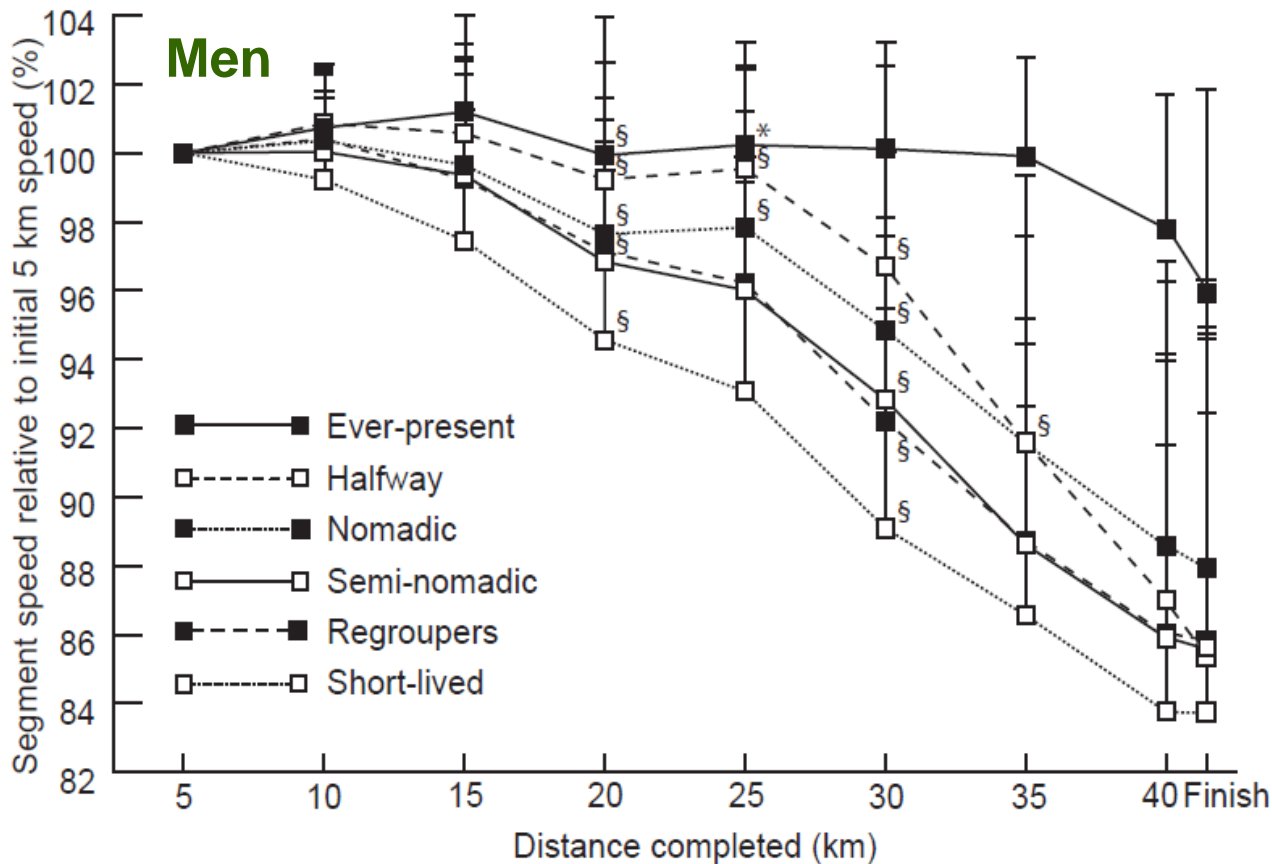 Men
Segment speed relative to initial 5 km speed (%)
104
102
100
98
96
94
92
90
88
86
84
82
§
§
§
§
§
*
§
§
§
§
§
§
§
§
Ever-present
Halfway
Nomadic
Semi-nomadic
Regroupers
Short-lived
5 10 15 20 25 30 35 40 Finish
Distance completed (km)